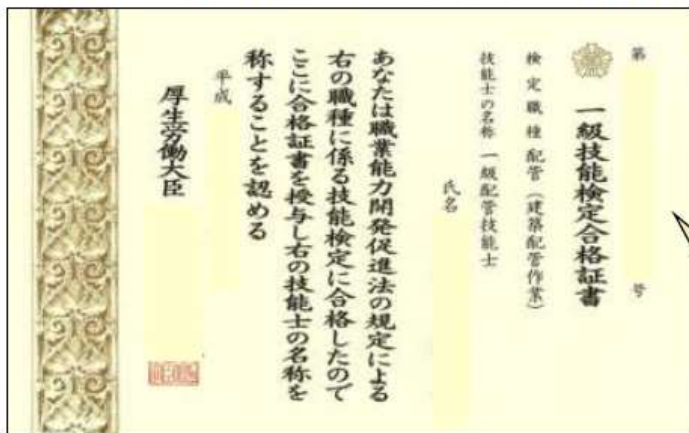 第　号
一級技能検定合格証書
検定職種 配管（建築配管作業）
技能士の名称 一級配管技能士
氏名
あなたは職業能力開発促進法の規定による
右の職種に係る技能検定に合格したので
ここに合格証書を授与し右の技能士の名称を
称することを認める
平成
厚生労働大臣